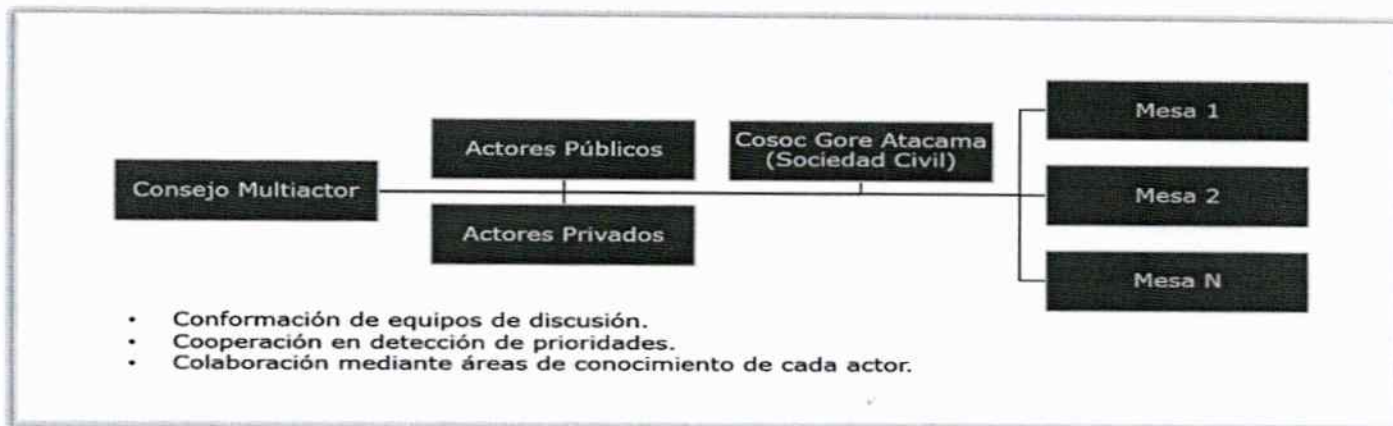 Consejo Multiactor
Actores Públicos
Actores Privados
Cosoc Gore Atacama
(Sociedad Civil)
Mesa 1
Mesa 2
Mesa N
• Conformación de equipos de discusión.
• Cooperación en detección de prioridades.
• Colaboración mediante áreas de conocimiento de cada actor.